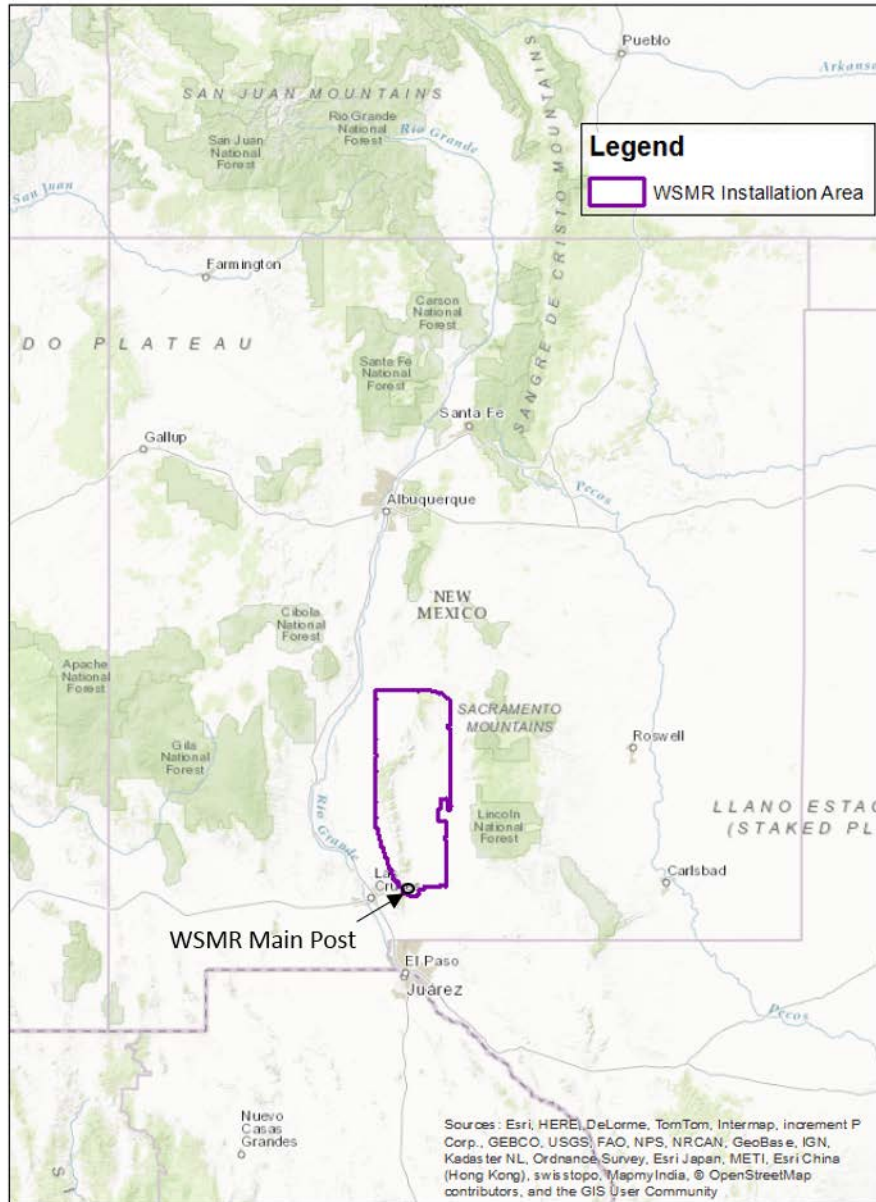 Pueblo
Arkansa
SAN JUAN MOUNTAINS
Rio Grande
National
Forest
Rio Grande
San Juan
National
Forest
San Juan
SANGRE DE CRISTO MOUNTAINS
Legend
WSMR Installation Area
Farmington
Carson
National
Forest
DO PLATEAU
Santa Fe
National
Forest
Santa Fe
Gallup
Pecos
Albuquerque
NEW
MEXICO
Cibola
National
Forest
Apache
National
Forest
SACRAMENTO
MOUNTAINS
Roswell
Gila
National
Forest
Rio Grande
Lincoln
National
Forest
LLANO ESTAC
(STAKED PL
Carlsbad
La
Cru
WSMR Main Post
El Paso
Juárez
Pecos
Nuevo
Casas
Grandes
S I
Sources: Esri, HERE, DeLorme, TomTom, Intermap, increment P
Corp., GEBCO, USGS, FAO, NPS, NRCAN, GeoBase, IGN,
Kadaster NL, Ordnance Survey, Esri Japan, METI, Esri China
(Hong Kong), swisstopo, MapmyIndia, © OpenStreetMap
contributors, and the GIS User Community